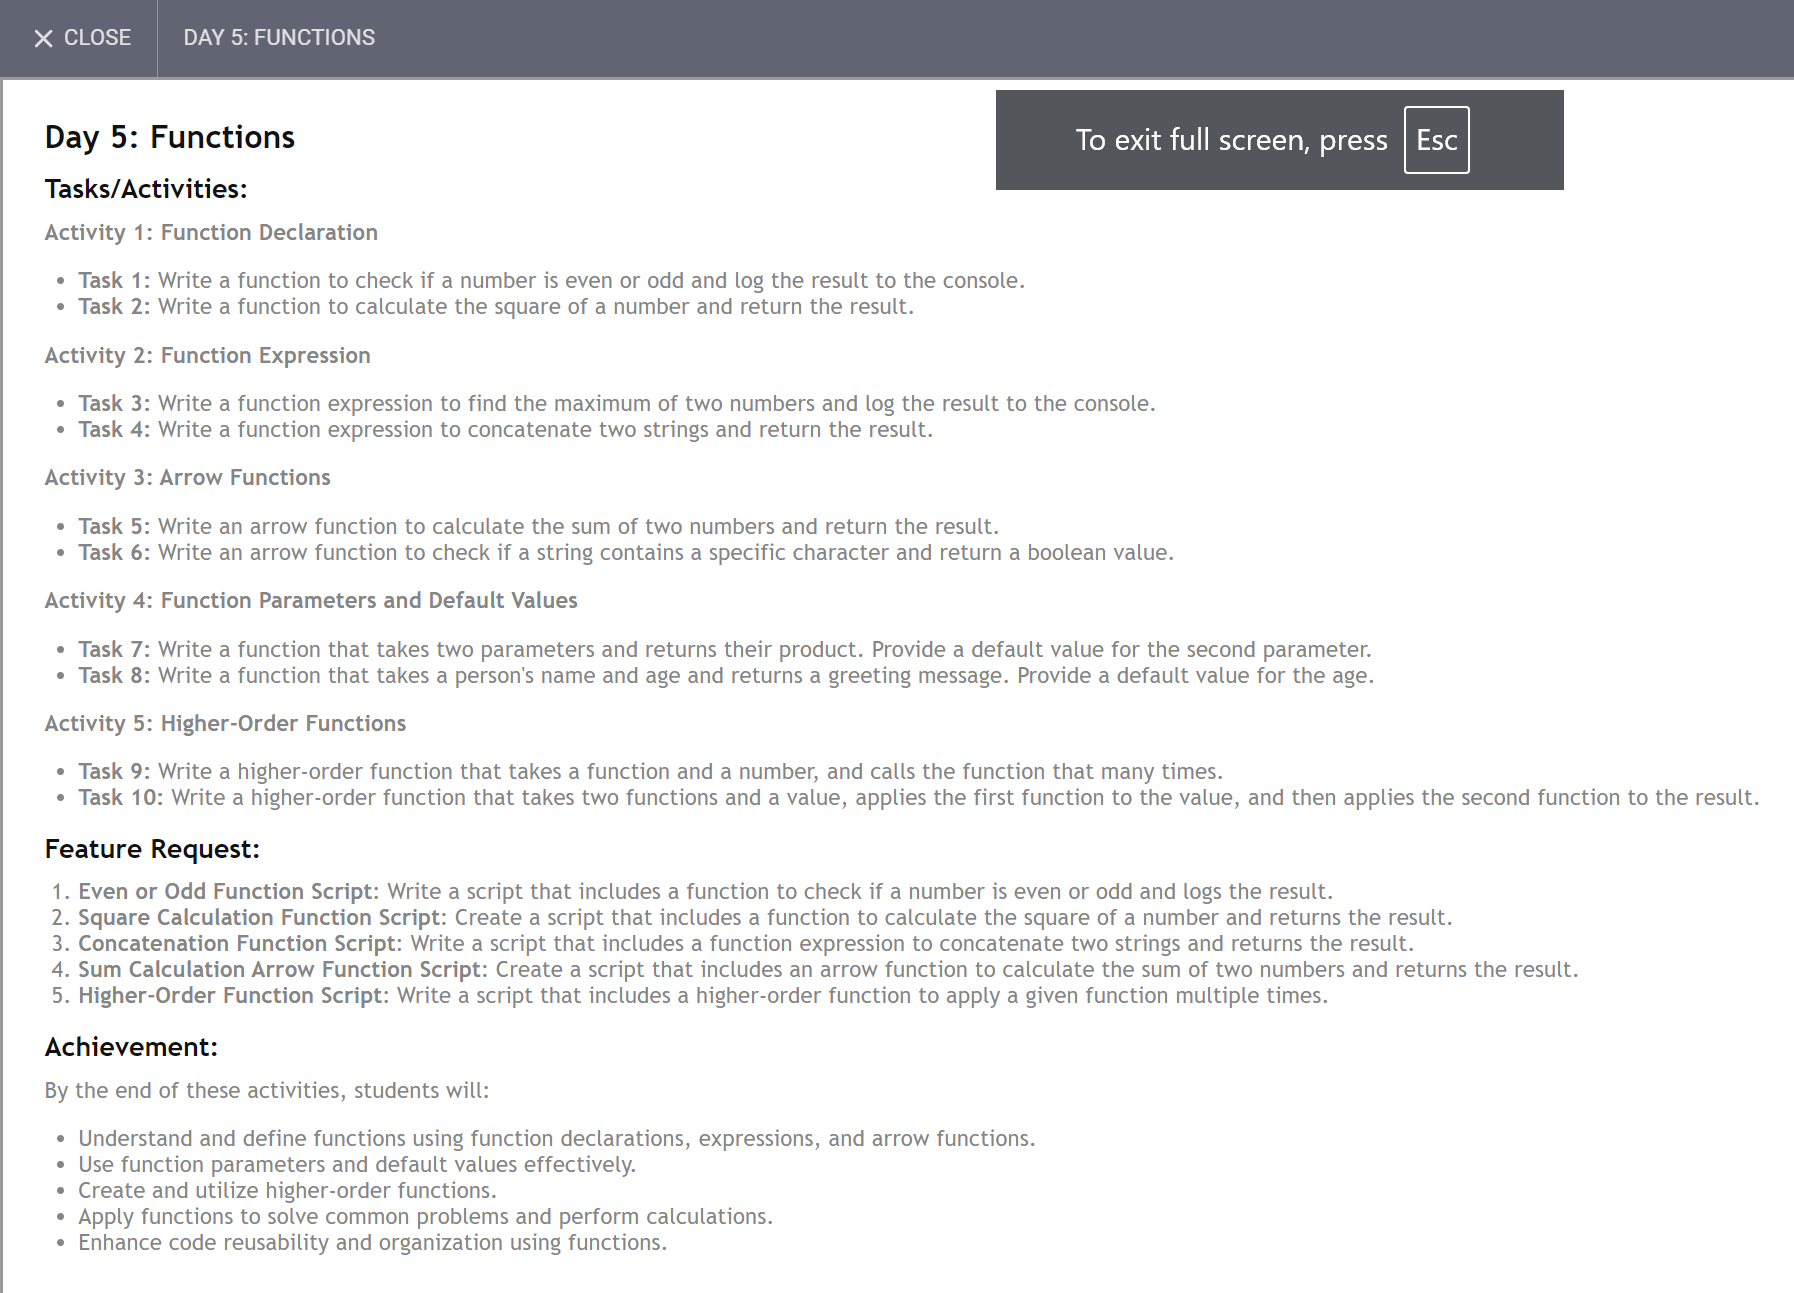 CLOSE
DAY 5: FUNCTIONS
To exit full screen, press Esc
Day 5: Functions
Tasks/Activities:
Activity 1: Function Declaration
• Task 1: Write a function to check if a number is even or odd and log the result to the console.
• Task 2: Write a function to calculate the square of a number and return the result.
Activity 2: Function Expression
• Task 3: Write a function expression to find the maximum of two numbers and log the result to the console.
• Task 4: Write a function expression to concatenate two strings and return the result.
Activity 3: Arrow Functions
• Task 5: Write an arrow function to calculate the sum of two numbers and return the result.
• Task 6: Write an arrow function to check if a string contains a specific character and return a boolean value.
Activity 4: Function Parameters and Default Values
• Task 7: Write a function that takes two parameters and returns their product. Provide a default value for the second parameter.
• Task 8: Write a function that takes a person's name and age and returns a greeting message. Provide a default value for the age.
Activity 5: Higher-Order Functions
• Task 9: Write a higher-order function that takes a function and a number, and calls the function that many times.
• Task 10: Write a higher-order function that takes two functions and a value, applies the first function to the value, and then applies the second function to the result.
Feature Request:
1. Even or Odd Function Script: Write a script that includes a function to check if a number is even or odd and logs the result.
2. Square Calculation Function Script: Create a script that includes a function to calculate the square of a number and returns the result.
3. Concatenation Function Script: Write a script that includes a function expression to concatenate two strings and returns the result.
4. Sum Calculation Arrow Function Script: Create a script that includes an arrow function to calculate the sum of two numbers and returns the result.
5. Higher-Order Function Script: Write a script that includes a higher-order function to apply a given function multiple times.
Achievement:
By the end of these activities, students will:
• Understand and define functions using function declarations, expressions, and arrow functions.
• Use function parameters and default values effectively.
• Create and utilize higher-order functions.
• Apply functions to solve common problems and perform calculations.
• Enhance code reusability and organization using functions.